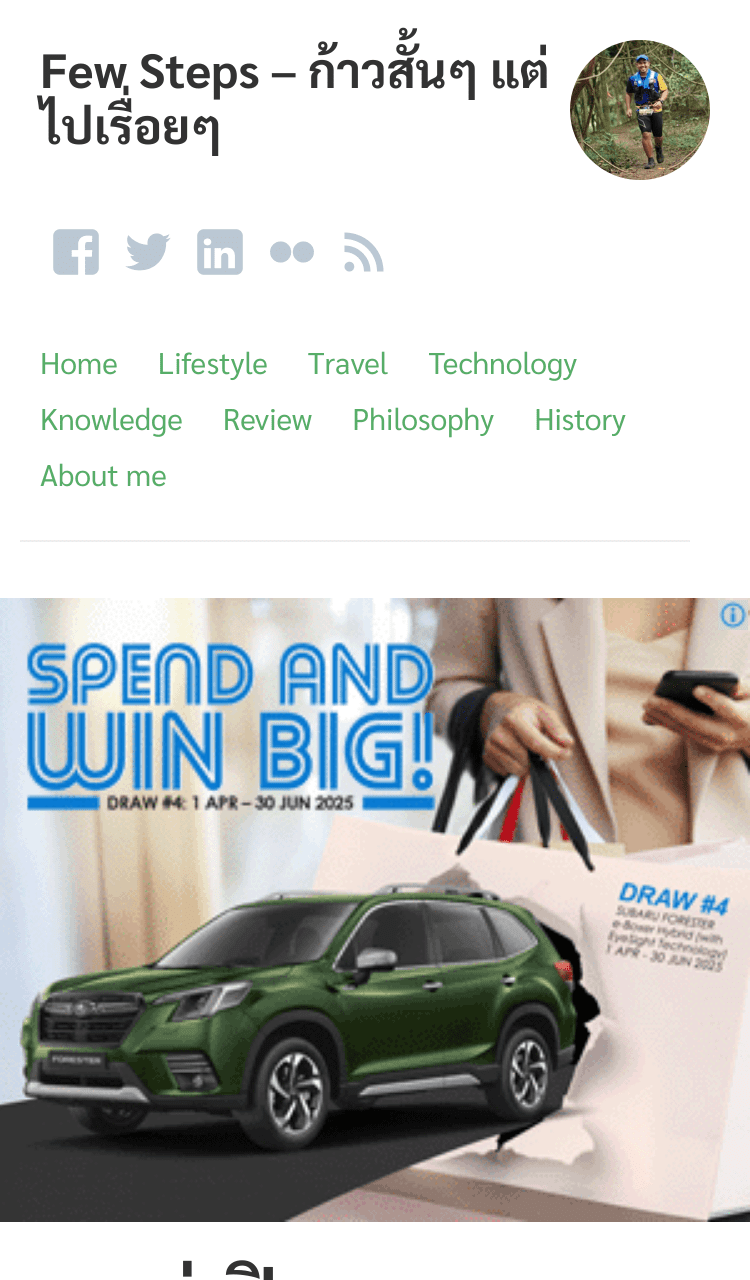 Few Steps – ก้าวสั้นๆ แต่
ไปเรื่อยๆ
Home Lifestyle Travel Technology
Knowledge Review Philosophy History
About me
SPEND AND
WIN BIG!
DRAW #4: 1 APR – 30 JUN 2025
DRAW #4
SUBARU FORESTER
e-Boxer Hybrid (with
EyeSight Technology)
1 APR - 30 JUN 2025
FORESTER